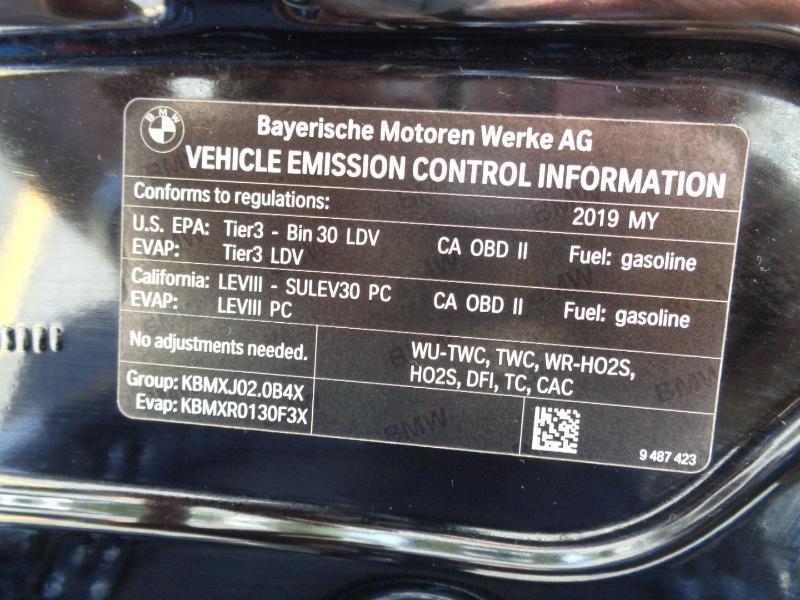 BMW
Bayerische Motoren Werke AG
VEHICLE EMISSION CONTROL INFORMATION
Conforms to regulations:
2019 MY
U.S. EPA: Tier3 - Bin 30 LDV
EVAP: Tier3 LDV
CA OBD II
Fuel: gasoline
California: LEVIII - SULEV30 PC
EVAP: LEVIII PC
CA OBD II
Fuel: gasoline
No adjustments needed.
WU-TWC, TWC, WR-HO2S,
HO2S, DFI, TC, CAC
Group: KBMXJ02.0B4X
Evap: KBMXR0130F3X
9 487 423